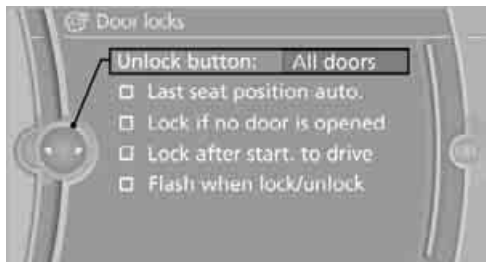 Door locks
Unlock button: All doors
Last seat position auto.
Lock if no door is opened
Lock after start. to drive
Flash when lock/unlock